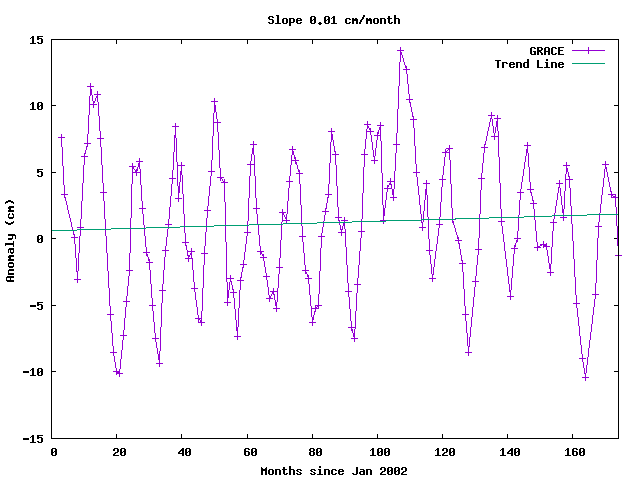 Slope 0.01 cm/month
GRACE
Trend Line
15
10
5
0
-5
-10
-15
Anomaly (cm)
0 20 40 60 80 100 120 140 160
Months since Jan 2002